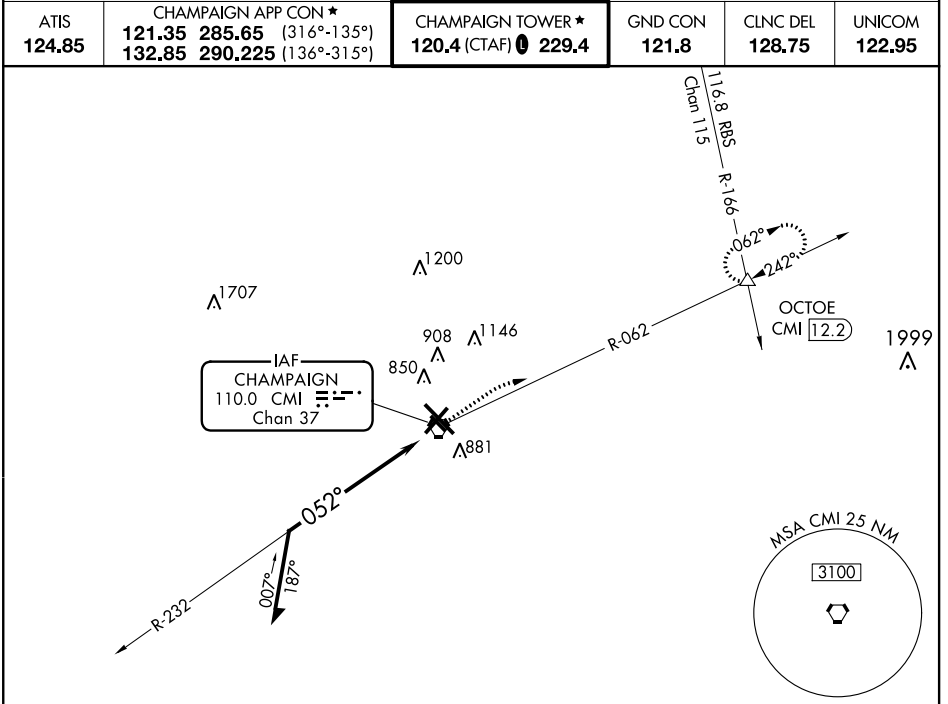 ATIS
124.85
CHAMPAIGN APP CON ★
121.35 285.65 (316°-135°)
132.85 290.225 (136°-315°)
CHAMPAIGN TOWER ★
120.4 (CTAF) L 229.4
GND CON
121.8
CLNC DEL
128.75
UNICOM
122.95
116.8 RBS
Chan 115
R-166
062°
242°
1200
1707
OCTOE
CMI 12.2
908
1146
R-062
1999
850
IAF
CHAMPAIGN
110.0 CMI
Chan 37
881
052°
MSA CMI 25 NM
3100
007°
187°
R-232